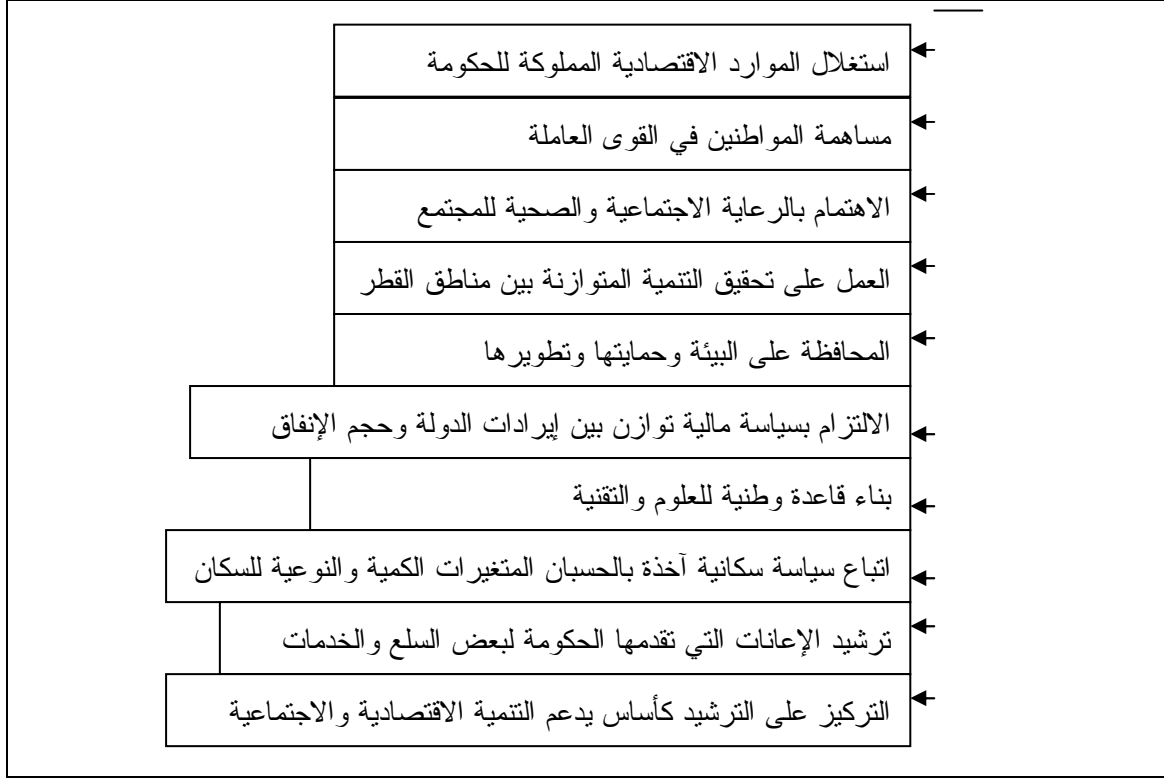 استغلال الموارد الاقتصادية المملوكة للحكومة
مساهمة المواطنين في القوى العاملة
الاهتمام بالرعاية الاجتماعية والصحية للمجتمع
العمل على تحقيق التنمية المتوازنة بين مناطق القطر
المحافظة على البيئة وحمايتها وتطويرها
الالتزام بسياسة مالية توازن بين إيرادات الدولة وحجم الإنفاق
بناء قاعدة وطنية للعلوم والتقنية
اتباع سياسة سكانية آخذة بالحسبان المتغيرات الكمية والنوعية للسكان
ترشيد الإعانات التي تقدمها الحكومة لبعض السلع والخدمات
التركيز على الترشيد كأساس يدعم التنمية الاقتصادية والاجتماعية